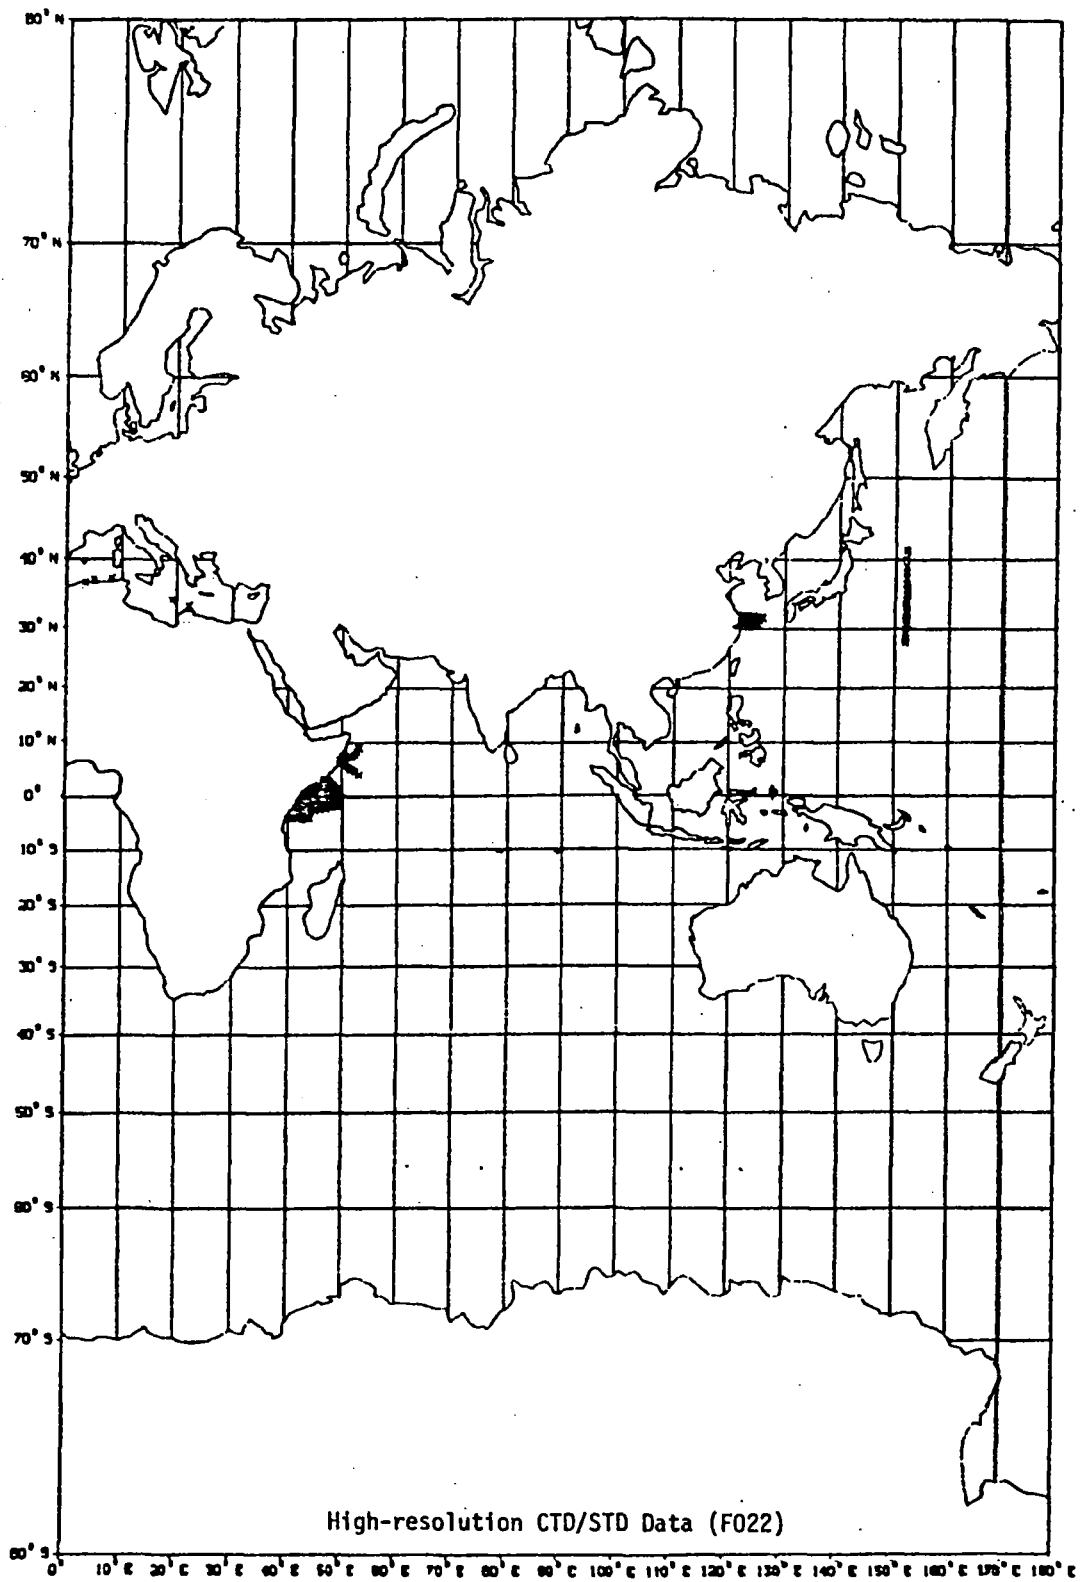 80° N
70° N
60° N
50° N
40° N
30° N
20° N
10° N
0°
10° S
20° S
30° S
40° S
50° S
60° S
70° S
High-resolution CTD/STD Data (F022)
80° S
0° 10° E 20° E 30° E 40° E 50° E 60° E 70° E 80° E 90° E 100° E 110° E 120° E 130° E 140° E 150° E 160° E 170° E 180° E